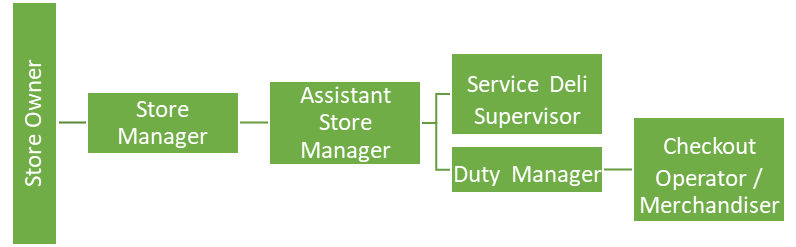 Store Owner
Store
Manager
Assistant
Store
Manager
Service Deli
Supervisor
Duty Manager
Checkout
Operator /
Merchandiser